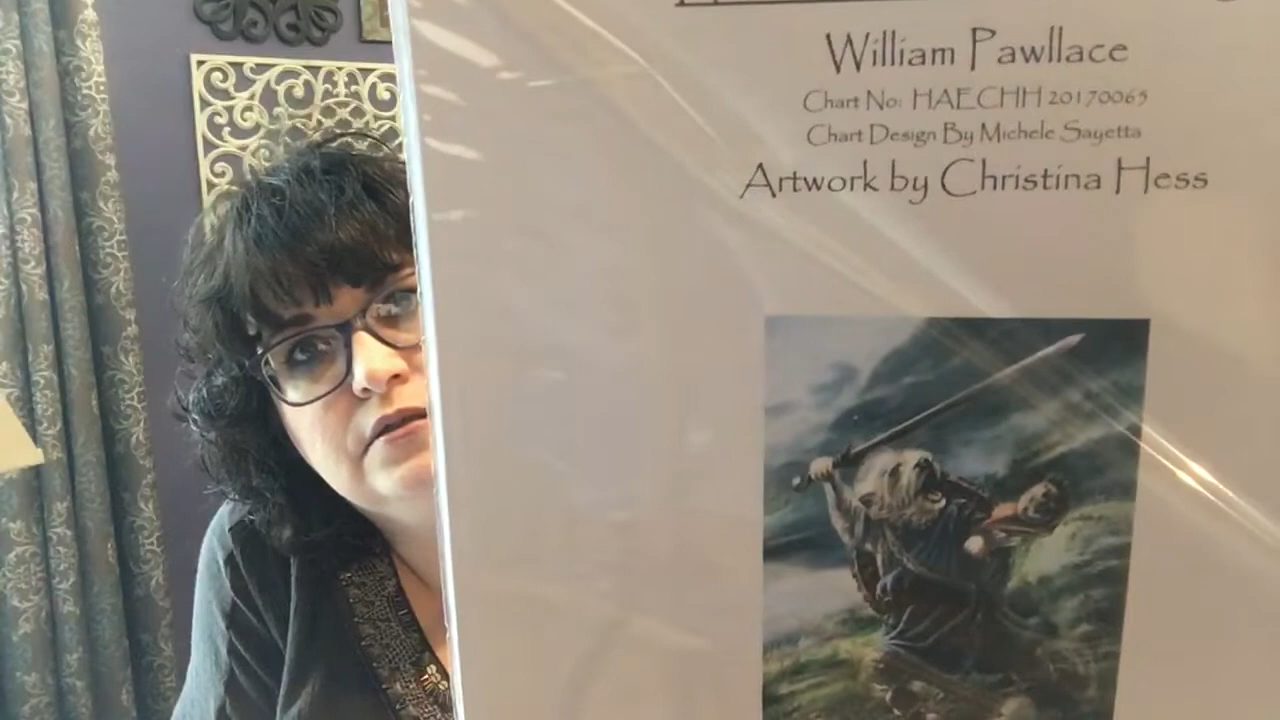 William Pawllace
Chart No: HAECHH 20170065
Chart Design By Michele Sayetta
Artwork by Christina Hess